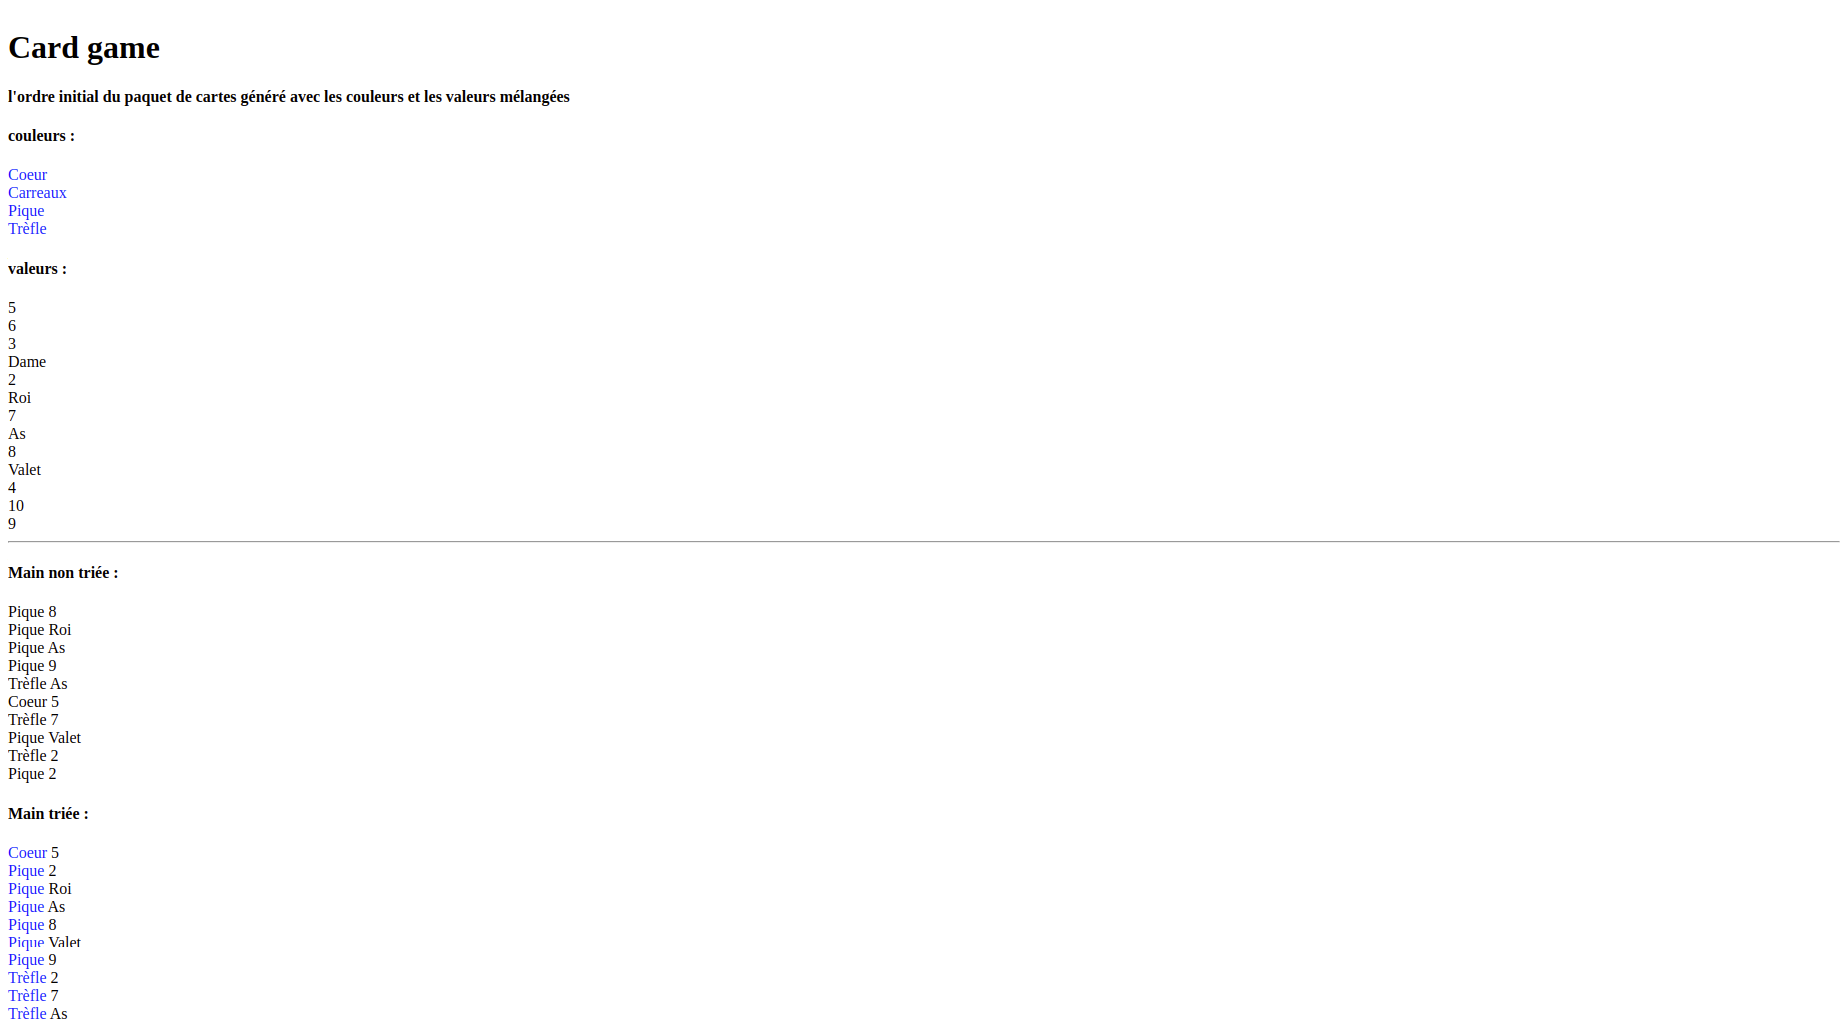 Card game
l'ordre initial du paquet de cartes généré avec les couleurs et les valeurs mélangées
couleurs :
Coeur
Carreaux
Pique
Trèfle
valeurs :
5
6
3
Dame
2
Roi
7
As
8
Valet
4
10
9
Main non triée :
Pique 8
Pique Roi
Pique As
Pique 9
Trèfle As
Coeur 5
Trèfle 7
Pique Valet
Trèfle 2
Pique 2
Main triée :
Coeur 5
Pique 2
Pique Roi
Pique As
Pique 8
Pique Valet
Pique 9
Trèfle 2
Trèfle 7
Trèfle As